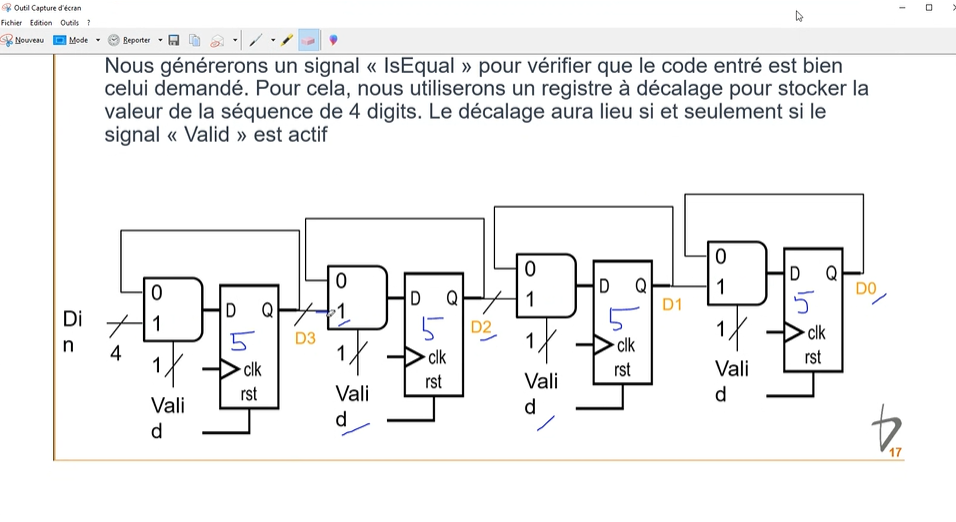 Outil Capture d'écran
Fichier Edition Outils ?
Nouveau Mode Reporter
Nous générerons un signal « IsEqual » pour vérifier que le code entré est bien
celui demandé. Pour cela, nous utiliserons un registre à décalage pour stocker la
valeur de la séquence de 4 digits. Le décalage aura lieu si et seulement si le
signal « Valid » est actif
Di
n
4
0
1
1
Vali
d
D Q
5
clk
rst
D3
0
1
1
Vali
d
D Q
5
clk
rst
D2
0
1
1
Vali
d
D Q
5
clk
rst
D1
0
1
1
Vali
d
D Q
5
clk
rst
D0
17